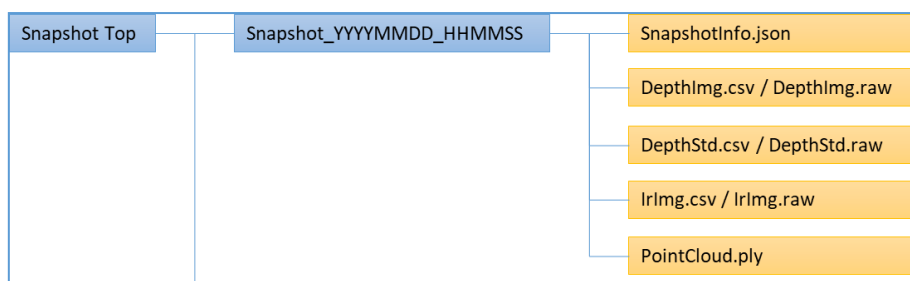 Snapshot Top
Snapshot_YYYYMMDD_HHMMSS
SnapshotInfo.json
DepthImg.csv / DepthImg.raw
DepthStd.csv / DepthStd.raw
IrImg.csv / IrImg.raw
PointCloud.ply